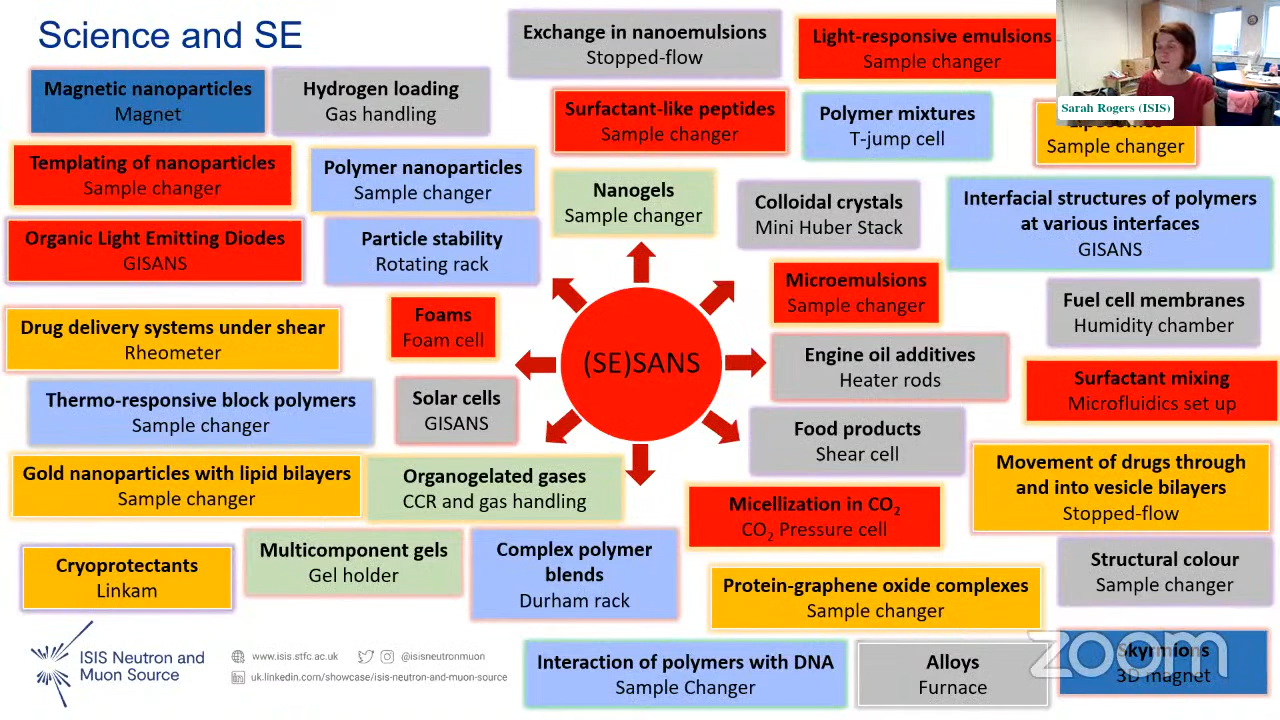 Science and SE
Exchange in nanoemulsions
Stopped-flow
Light-responsive emulsions
Sample changer
Sarah Rogers (ISIS)
Magnetic nanoparticles
Magnet
Hydrogen loading
Gas handling
Surfactant-like peptides
Sample changer
Polymer mixtures
T-jump cell
Liposomes
Sample changer
Templating of nanoparticles
Sample changer
Polymer nanoparticles
Sample changer
Nanogels
Sample changer
Colloidal crystals
Mini Huber Stack
Interfacial structures of polymers
at various interfaces
GISANS
Organic Light Emitting Diodes
GISANS
Particle stability
Rotating rack
Microemulsions
Sample changer
Fuel cell membranes
Humidity chamber
Drug delivery systems under shear
Rheometer
Foams
Foam cell
(SE)SANS
Engine oil additives
Heater rods
Surfactant mixing
Microfluidics set up
Thermo-responsive block polymers
Sample changer
Solar cells
GISANS
Food products
Shear cell
Gold nanoparticles with lipid bilayers
Sample changer
Organogelated gases
CCR and gas handling
Micellization in CO₂
CO₂ Pressure cell
Movement of drugs through
and into vesicle bilayers
Stopped-flow
Cryoprotectants
Linkam
Multicomponent gels
Gel holder
Complex polymer
blends
Durham rack
Protein-graphene oxide complexes
Sample changer
Structural colour
Sample changer
ISIS Neutron and
Muon Source
www.isis.stfc.ac.uk
@isisneutronmuon
uk.linkedin.com/showcase/isis-neutron-and-muon-source
Interaction of polymers with DNA
Sample Changer
Alloys
Furnace
Skyrmions
3D magnet
zoom